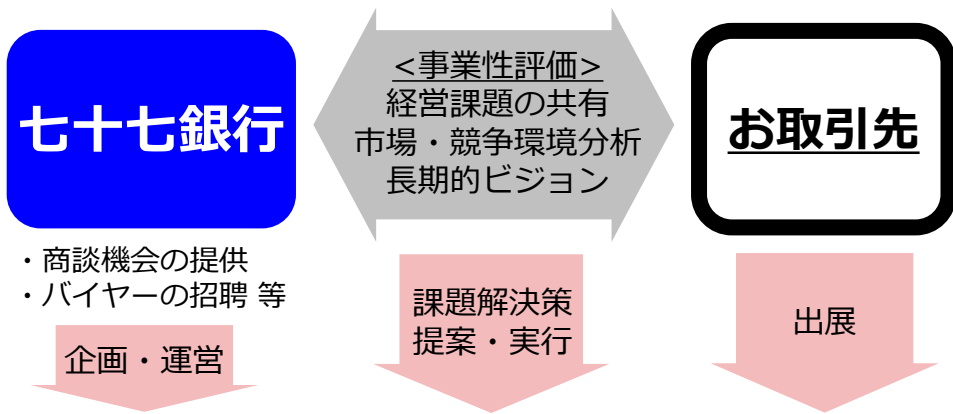 七十七銀行
<事業性評価>
経営課題の共有
市場・競争環境分析
長期的ビジョン
お取引先
・商談機会の提供
・バイヤーの招聘 等
企画・運営
課題解決策
提案・実行
出展